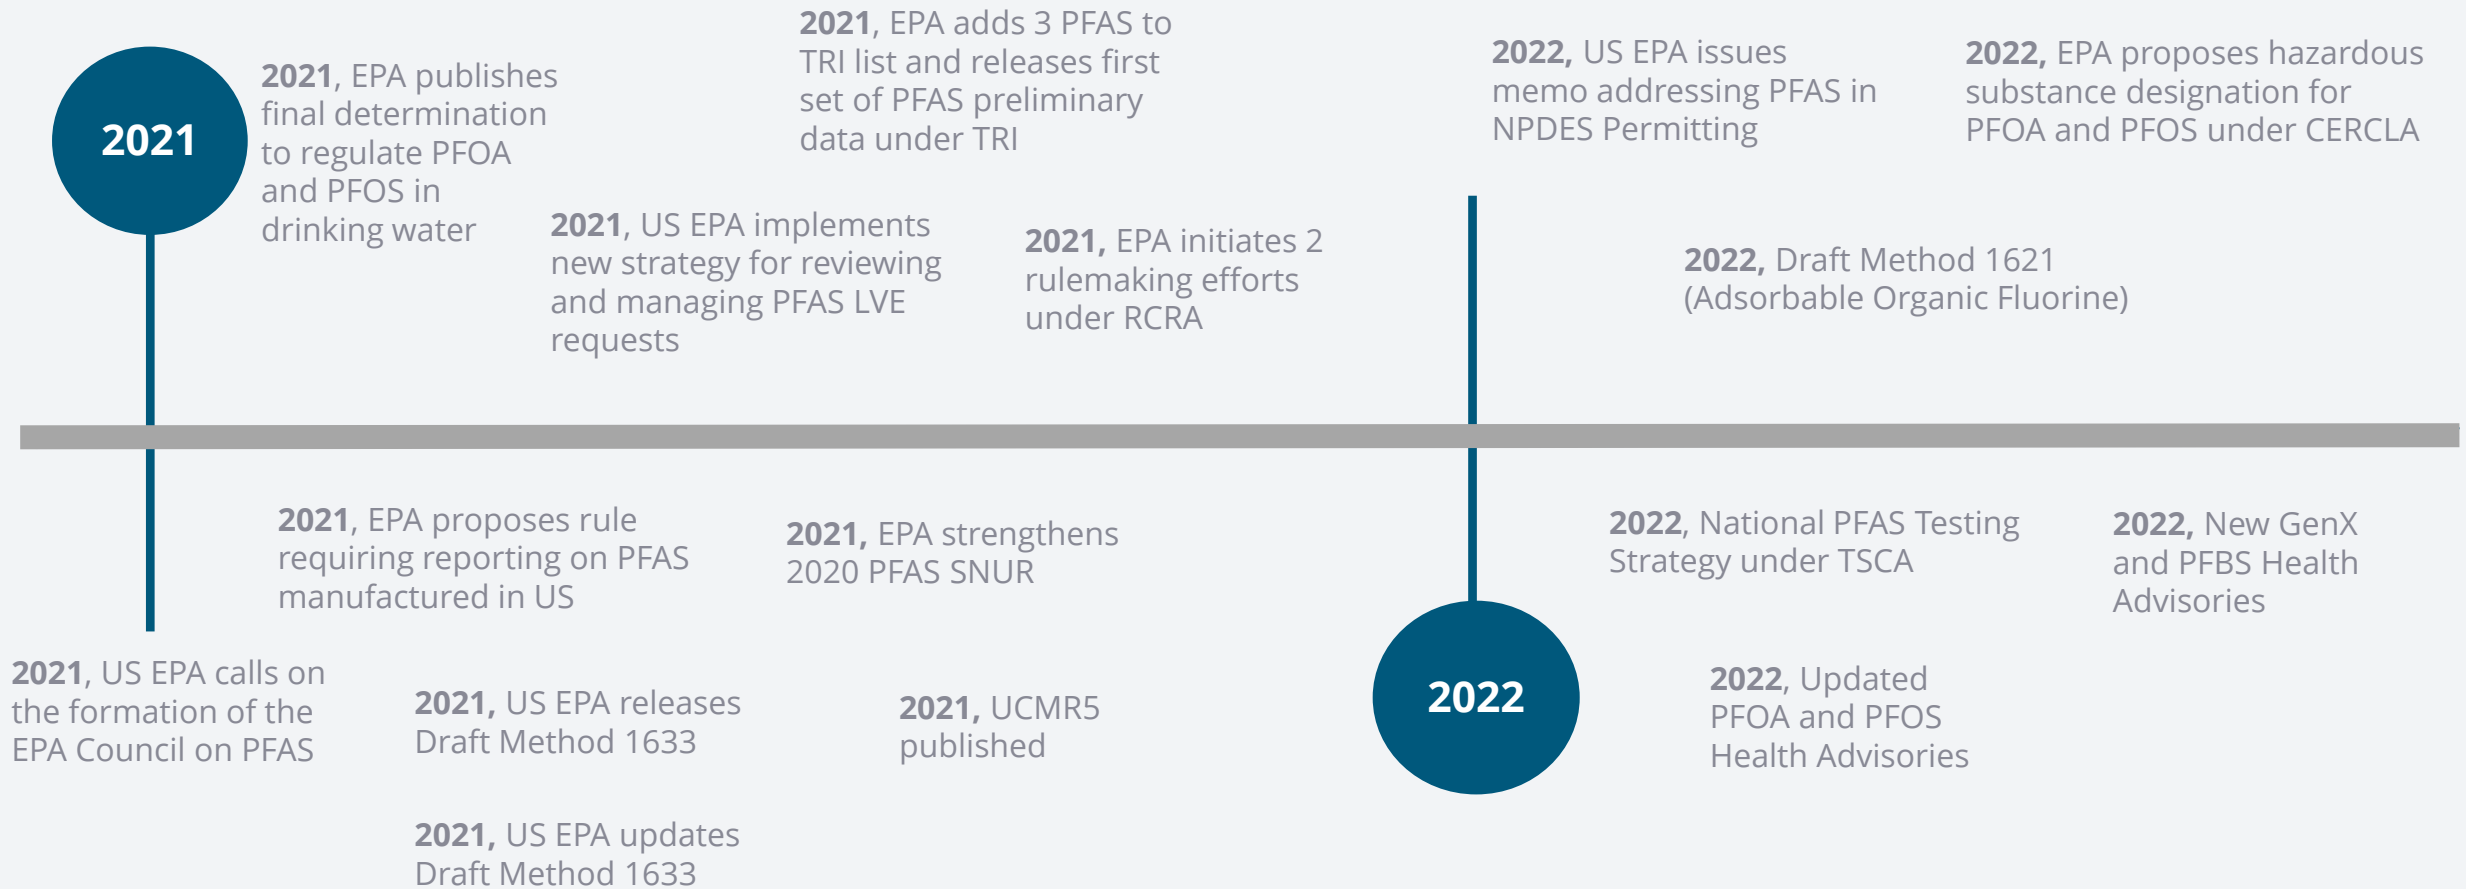 2021
2021, EPA publishes
final determination
to regulate PFOA
and PFOS in
drinking water
2021, US EPA implements
new strategy for reviewing
and managing PFAS LVE
requests
2021, EPA adds 3 PFAS to
TRI list and releases first
set of PFAS preliminary
data under TRI
2021, EPA initiates 2
rulemaking efforts
under RCRA
2022, US EPA issues
memo addressing PFAS in
NPDES Permitting
2022, Draft Method 1621
(Adsorbable Organic Fluorine)
2022, EPA proposes hazardous
substance designation for
PFOA and PFOS under CERCLA
2021, US EPA calls on
the formation of the
EPA Council on PFAS
2021, EPA proposes rule
requiring reporting on PFAS
manufactured in US
2021, US EPA releases
Draft Method 1633
2021, US EPA updates
Draft Method 1633
2021, EPA strengthens
2020 PFAS SNUR
2021, UCMR5
published
2022
2022, National PFAS Testing
Strategy under TSCA
2022, Updated
PFOA and PFOS
Health Advisories
2022, New GenX
and PFBS Health
Advisories